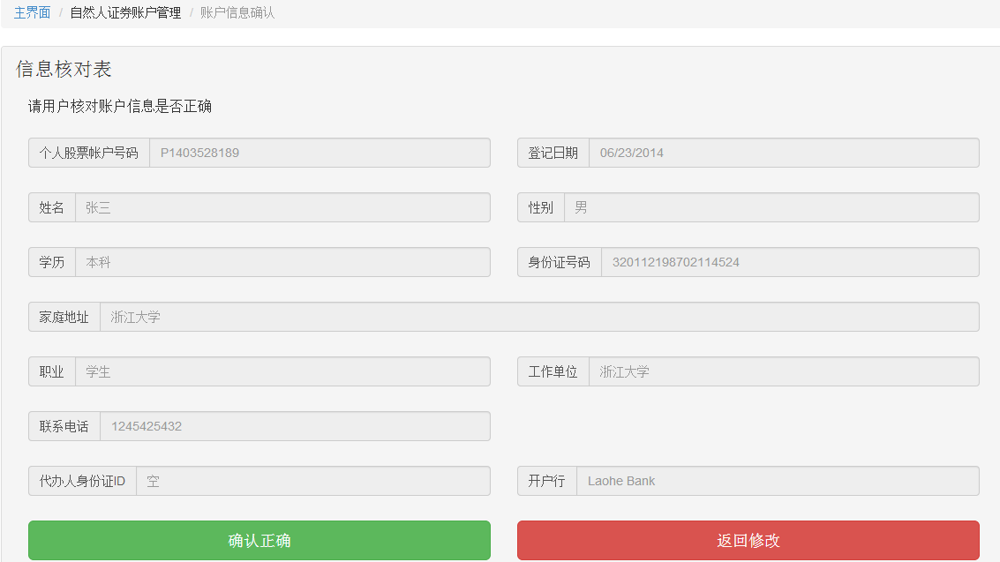 主界面 / 自然人证券账户管理 / 账户信息确认
信息核对表
请用户核对账户信息是否正确
个人股票帐户号码 P1403528189 登记日期 06/23/2014
姓名 张三 性别 男
学历 本科 身份证号码 320112198702114524
家庭地址 浙江大学
职业 学生 工作单位 浙江大学
联系电话 1245425432
代办人身份证ID 空 开户行 Laohe Bank
确认正确 返回修改